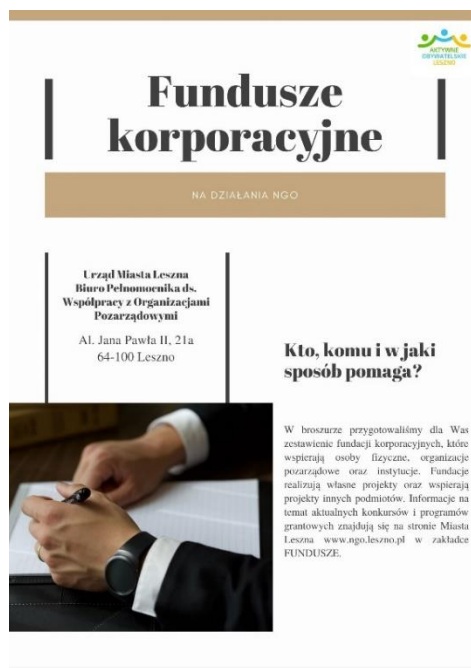 AKTYWNE
OBYWATELSKIE
LESZNO
Fundusze
korporacyjne
NA DZIAŁANIA NGO
Urząd Miasta Leszna
Biuro Pełnomocnika ds.
Współpracy z Organizacjami
Pozarządowymi
Al. Jana Pawła II, 21a
64-100 Leszno
Kto, komu i w jaki
sposób pomaga?
W broszurze przygotowaliśmy dla Was
zestawienie fundacji korporacyjnych, które
wspierają osoby fizyczne, organizacje
pozarządowe oraz instytucje. Fundacje
realizują własne projekty oraz wspierają
projekty innych podmiotów. Informacje na
temat aktualnych konkursów i programów
grantowych znajdują się na stronie Miasta
Leszna www.ngo.leszno.pl w zakładce
FUNDUSZE.